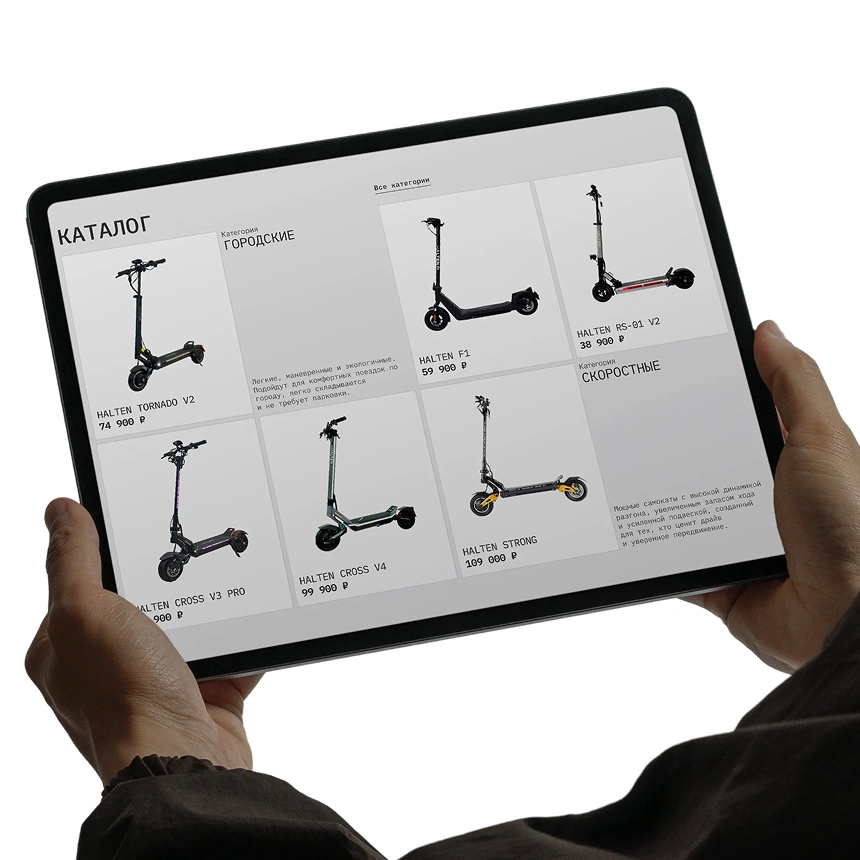 Все категории
КАТАЛОГ
Категория
ГОРОДСКИЕ
Легкие, маневренные и экологичные.
Подойдут для комфортных поездок по
городу, легко складываются
и не требует парковки.
HALTEN TORNADO V2
74 900 ₽
HALTEN F1
59 900 ₽
HALTEN RS-01 V2
38 900 ₽
HALTEN CROSS V3 PRO
900 ₽
HALTEN CROSS V4
99 900 ₽
HALTEN STRONG
109 000 ₽
Категория
СКОРОСТНЫЕ
Мощные самокаты с высокой динамикой
разгона, увеличенным запасом хода
и усиленной подвеской, созданный
для тех, кто ценит драйв
и уверенное передвижение.